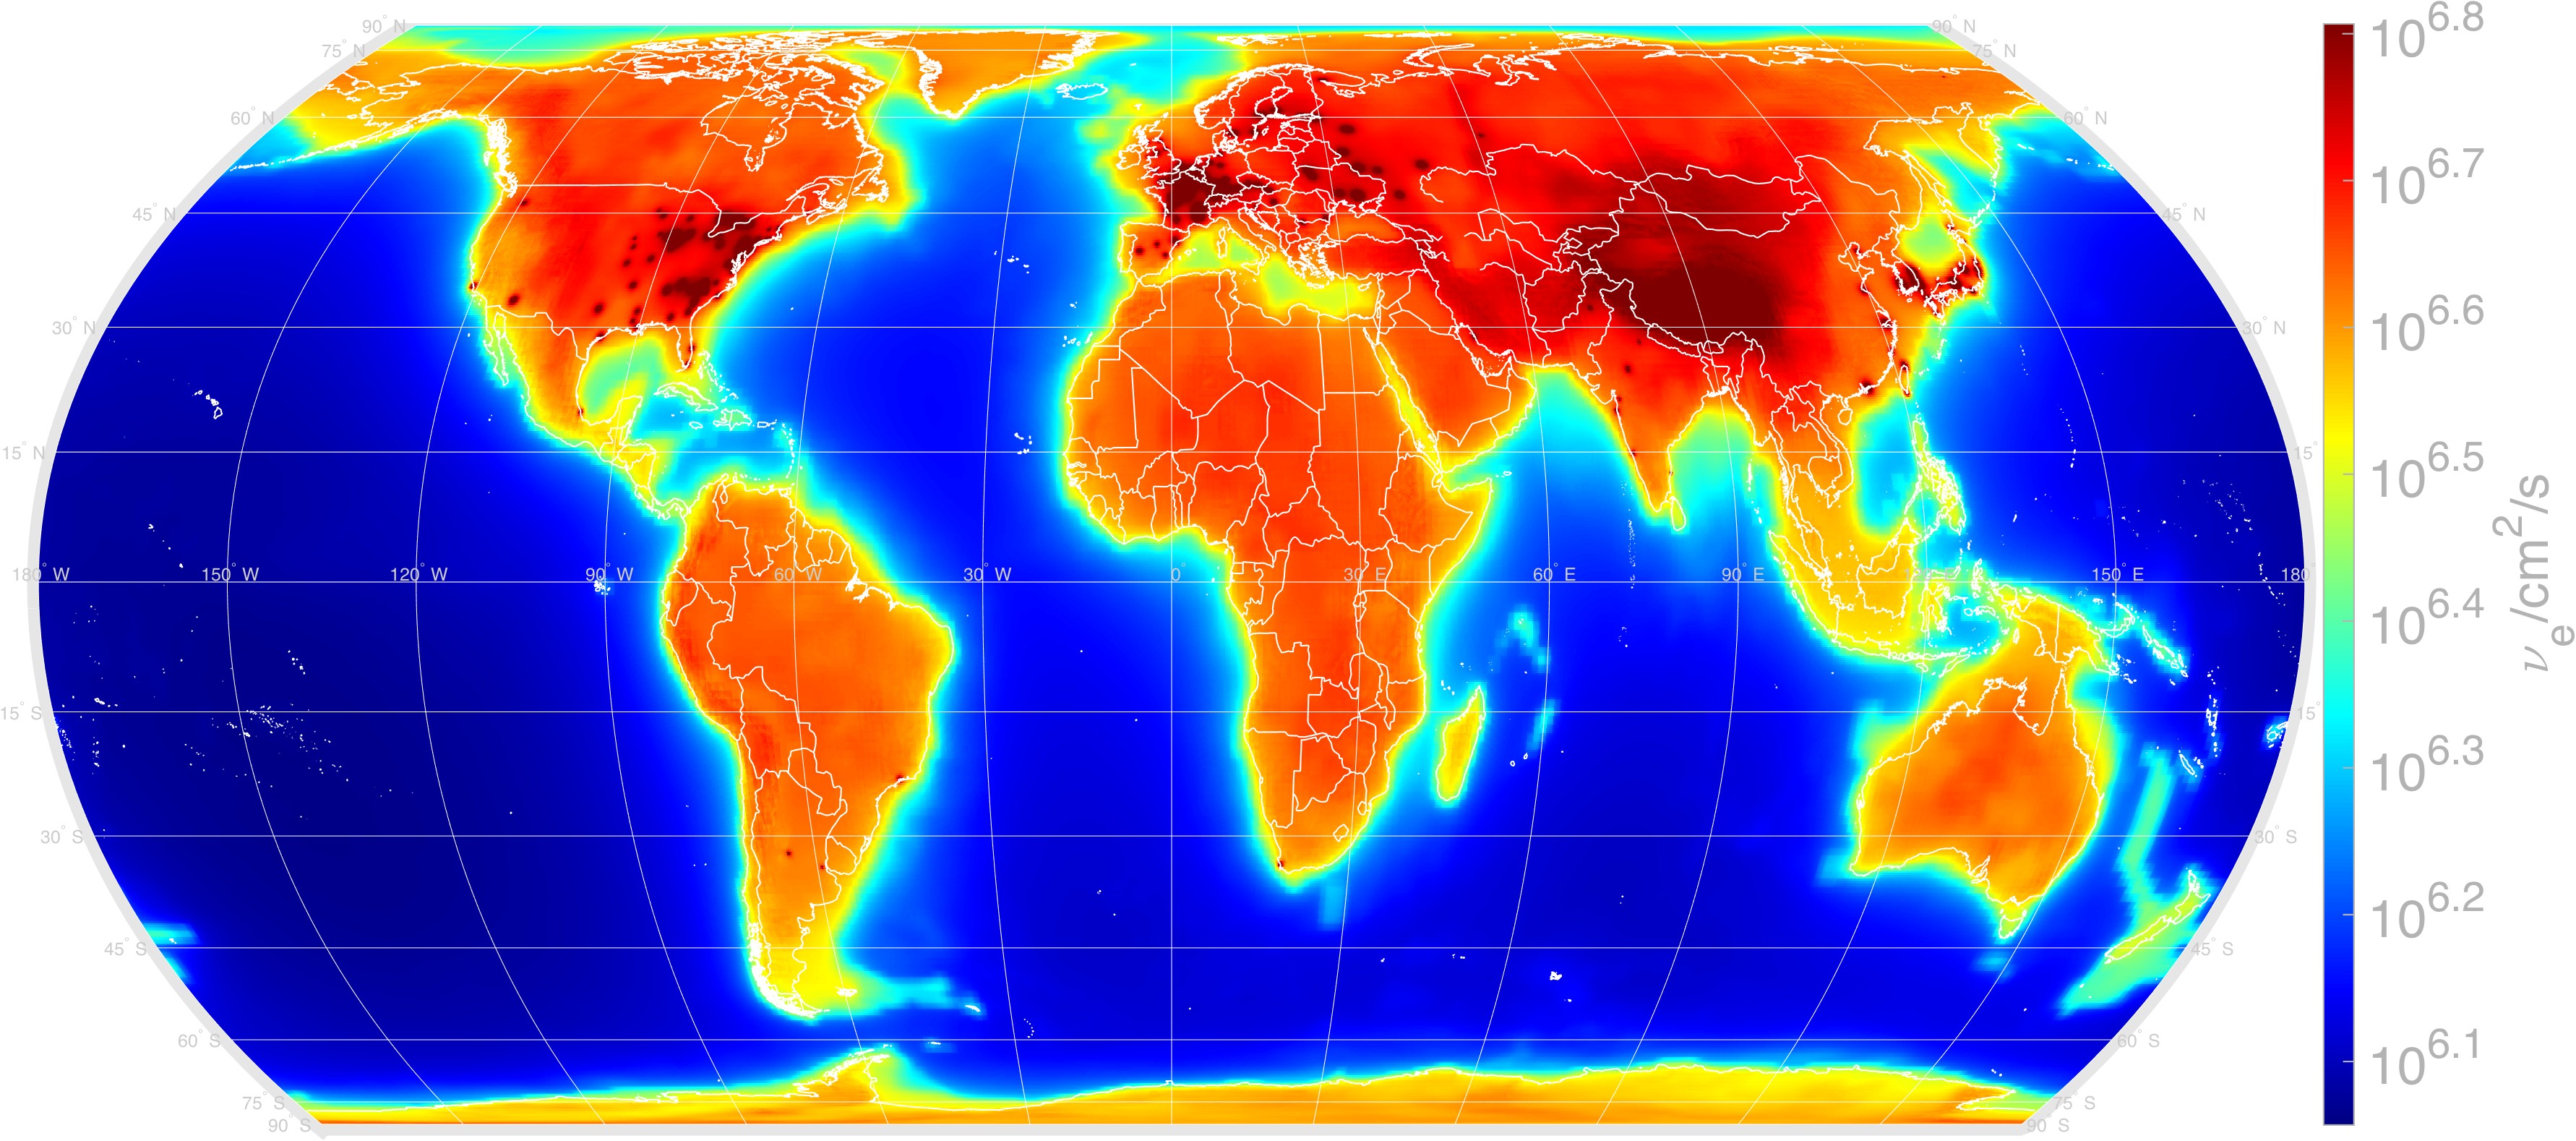 90° N
90° N
10^6.8
75° N
75° N
10^6.7
60° N
60° N
45° N
45° N
10^6.6
30° N
30° N
15° N
15°
10^6.5
180° W
150° W
120° W
90° W
60° W
30° W
0°
30° E
60° E
90° E
150° E
180°
10^6.4
ν_e/cm^2/s
15° S
15°
10^6.3
30° S
30° S
10^6.2
45° S
45° S
60° S
60° S
10^6.1
75° S
75° S
90° S
90° S